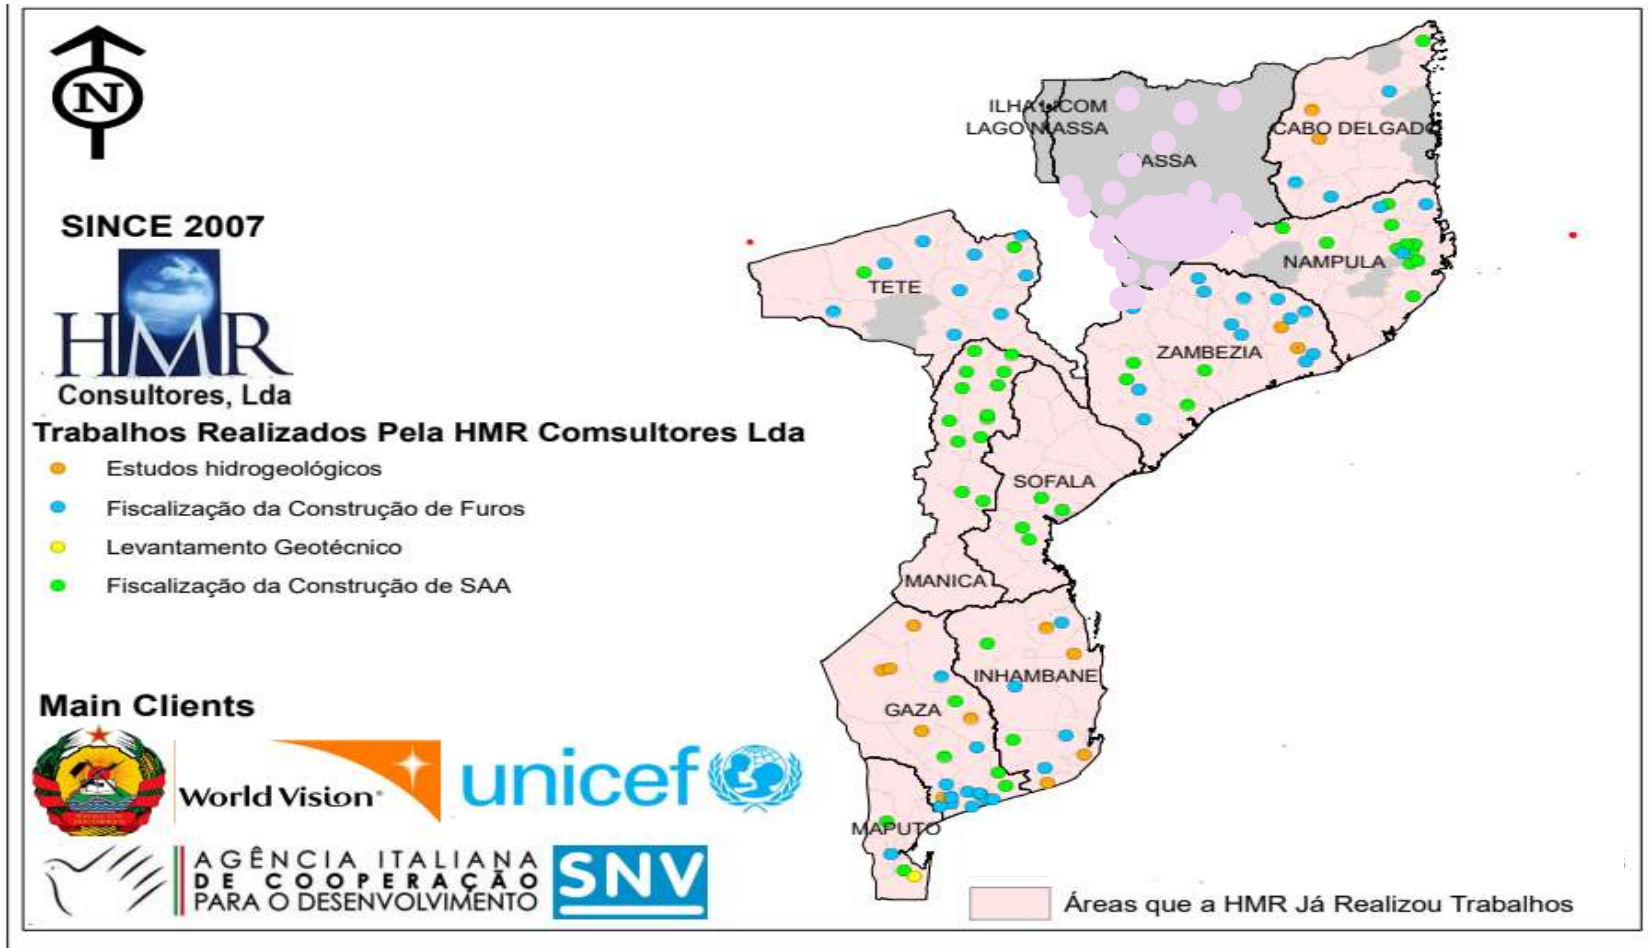 N
SINCE 2007
HMR
Consultores, Lda
Trabalhos Realizados Pela HMR Comsultores Lda
Estudos hidrogeológicos
Fiscalização da Construção de Furos
Levantamento Geotécnico
Fiscalização da Construção de SAA
Main Clients
World Vision
unicef
AGÊNCIA ITALIANA
DE COOPERAÇÃO
PARA O DESENVOLVIMENTO
SNV
LAGO
ASSA
CABO DELGADO
NAMPULA
TETE
ZAMBEZIA
SOFALA
MANICA
INHAMBANE
GAZA
MAPUTO
Áreas que a HMR Já Realizou Trabalhos